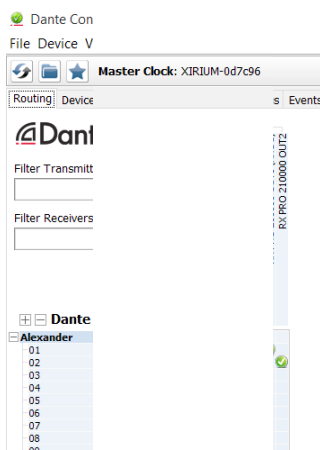 Dante Con
File Device V
Master Clock: XIRIUM-0d7c96
Routing Device s Events
Dant
Filter Transmitt
RX PRO 210000 OUT2
Filter Receivers
Dante
Alexander
01
02
03
04
05
06
07
08